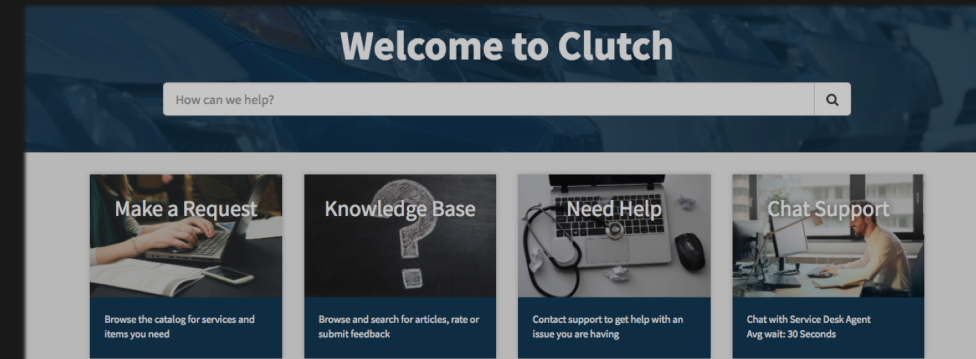 Welcome to Clutch
How can we help?
Make a Request
Knowledge Base
Need Help
Chat Support
Browse the catalog for services and
items you need
Browse and search for articles, rate or
submit feedback
Contact support to get help with an
issue you are having
Chat with Service Desk Agent
Avg wait: 30 Seconds